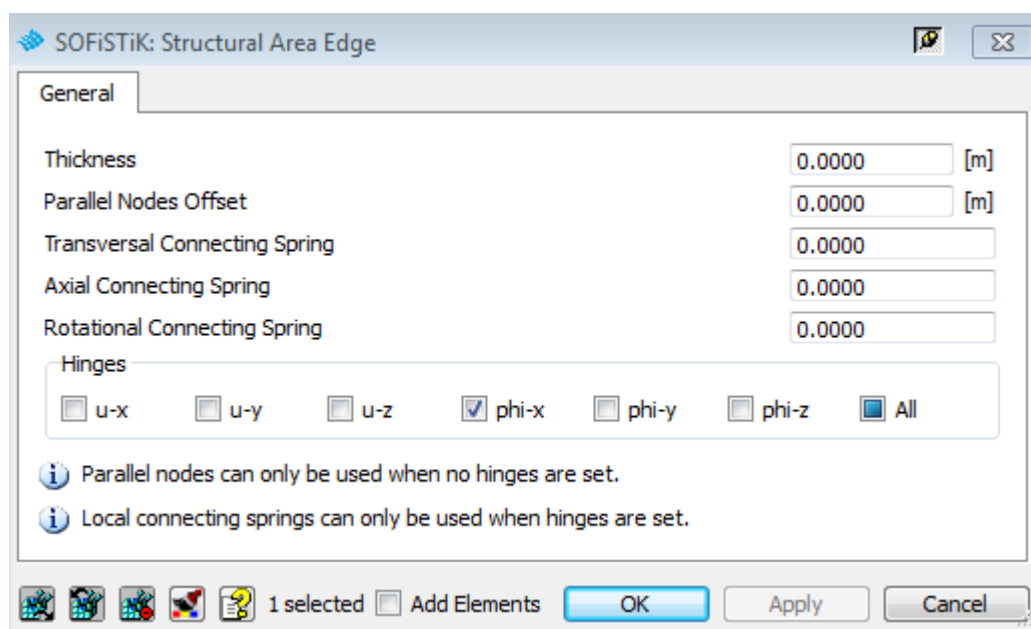 SOFiSTiK: Structural Area Edge
General
Thickness 0.0000 [m]
Parallel Nodes Offset 0.0000 [m]
Transversal Connecting Spring 0.0000
Axial Connecting Spring 0.0000
Rotational Connecting Spring 0.0000
Hinges
u-x u-y u-z phi-x phi-y phi-z All
Parallel nodes can only be used when no hinges are set.
Local connecting springs can only be used when hinges are set.
1 selected Add Elements OK Apply Cancel